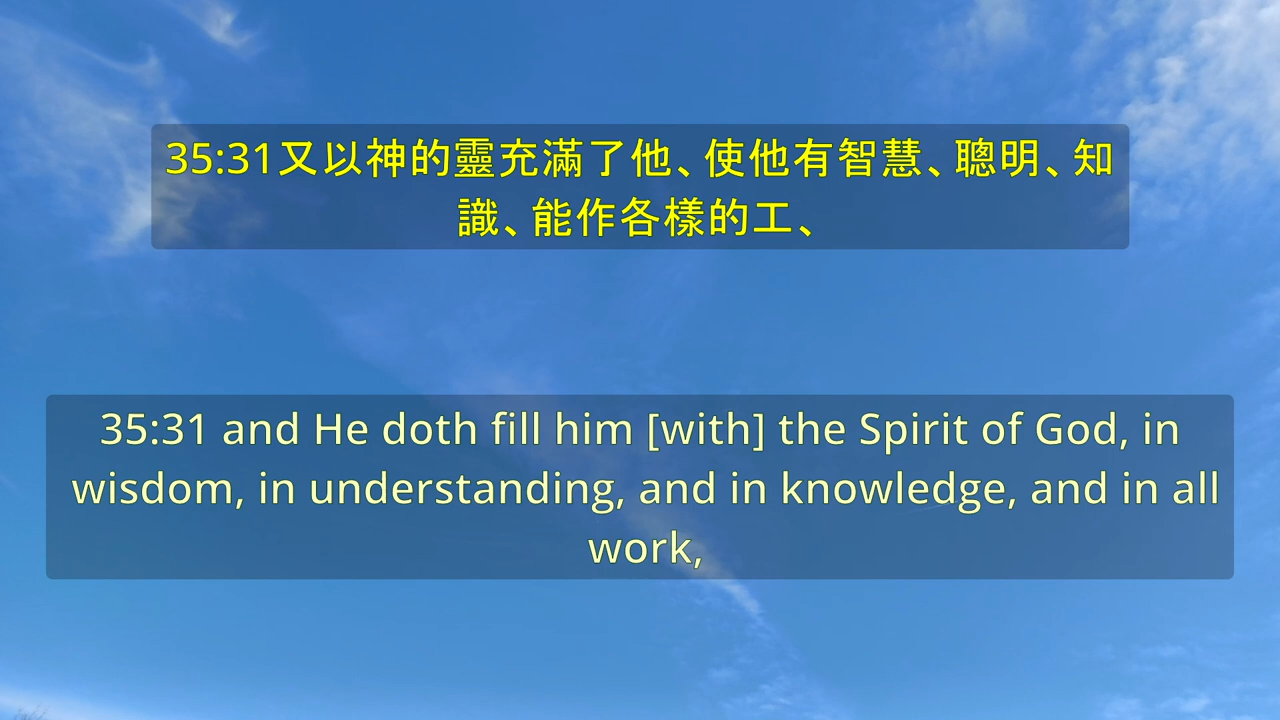 35:31又以神的靈充滿了他、使他有智慧、聰明、知
識、能作各樣的工、
35:31 and He doth fill him [with] the Spirit of God, in
wisdom, in understanding, and in knowledge, and in all
work,